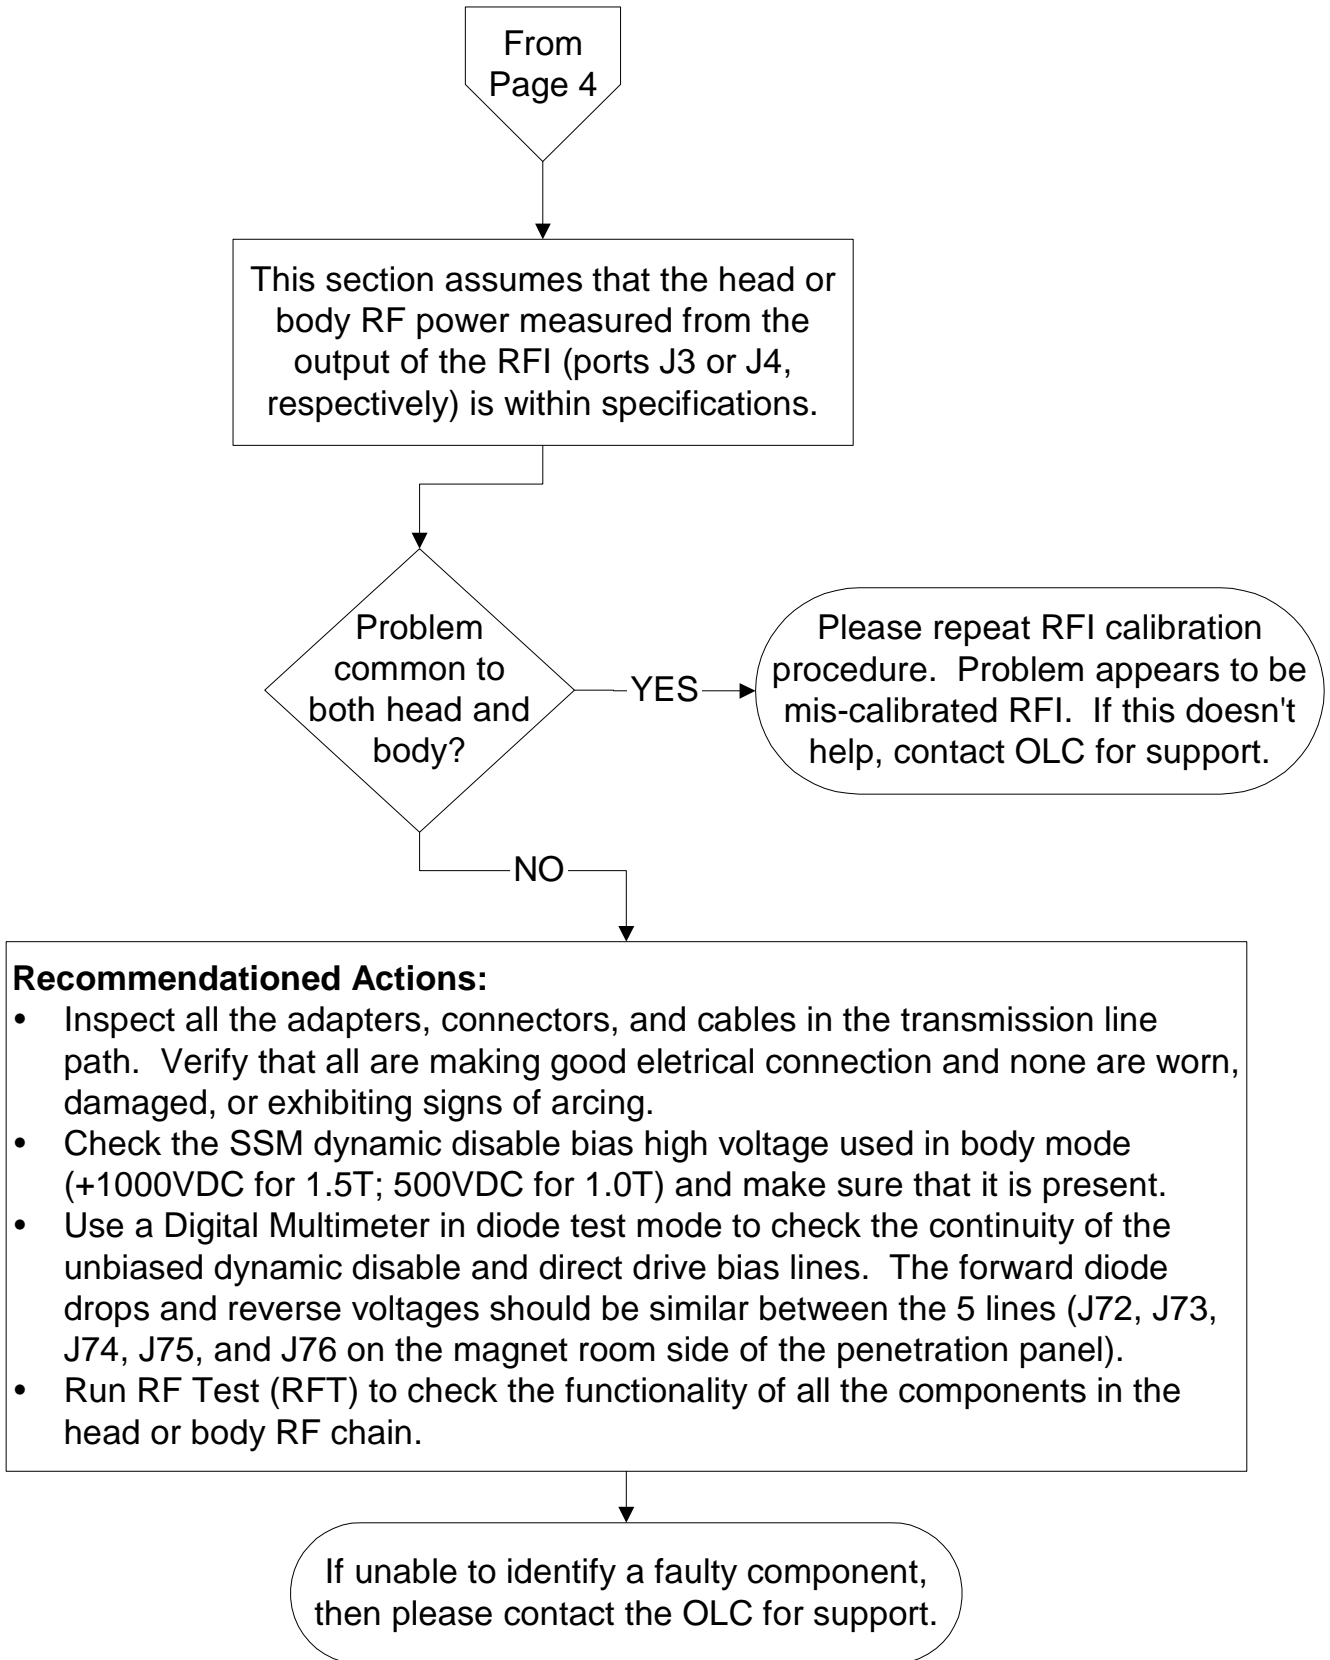 From
Page 4
This section assumes that the head or
body RF power measured from the
output of the RFI (ports J3 or J4,
respectively) is within specifications.
Problem
common to
both head and
body?
YES
Please repeat RFI calibration
procedure.  Problem appears to be
mis-calibrated RFI.  If this doesn't
help, contact OLC for support.
NO
Recommendationed Actions:
• Inspect all the adapters, connectors, and cables in the transmission line
path.  Verify that all are making good eletrical connection and none are worn,
damaged, or exhibiting signs of arcing.
• Check the SSM dynamic disable bias high voltage used in body mode
(+1000VDC for 1.5T; 500VDC for 1.0T) and make sure that it is present.
• Use a Digital Multimeter in diode test mode to check the continuity of the
unbiased dynamic disable and direct drive bias lines.  The forward diode
drops and reverse voltages should be similar between the 5 lines (J72, J73,
J74, J75, and J76 on the magnet room side of the penetration panel).
• Run RF Test (RFT) to check the functionality of all the components in the
head or body RF chain.
If unable to identify a faulty component,
then please contact the OLC for support.